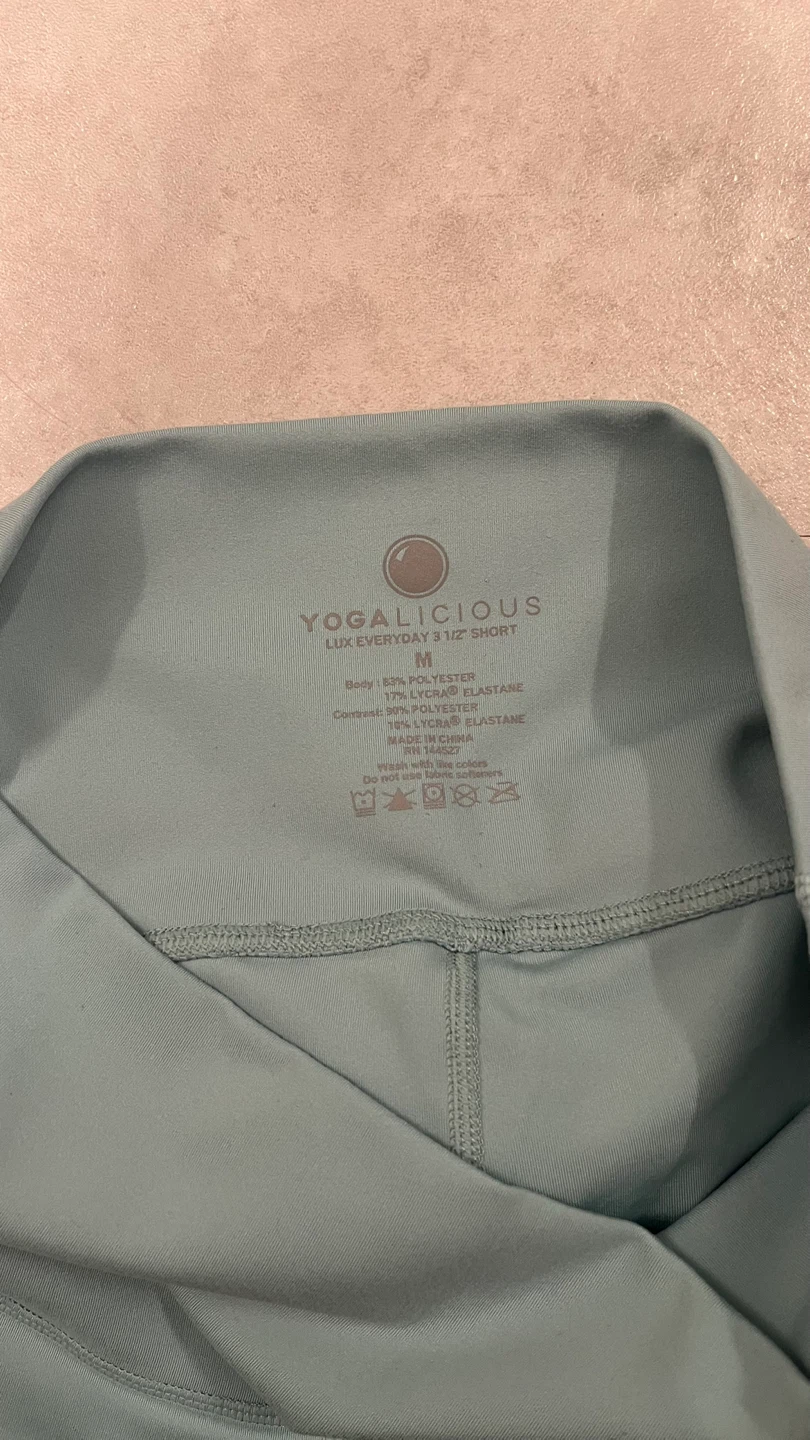 YOGALICIOUS
LUX EVERYDAY 3 1/2" SHORT
M
Body : 83% POLYESTER
17% LYCRA® ELASTANE
Contrast: 90% POLYESTER
10% LYCRA® ELASTANE
MADE IN CHINA
RN 144527
Wash with like colors
Do not use fabric softeners